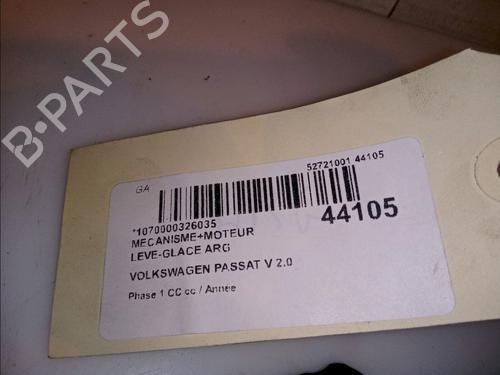 B-PARTS
GA
52721001 44105
*1070000326035
44105
MECANISME+MOTEUR
LEVE-GLACE ARG
VOLKSWAGEN PASSAT V 2.0
Phase 1 CC cc / Annee